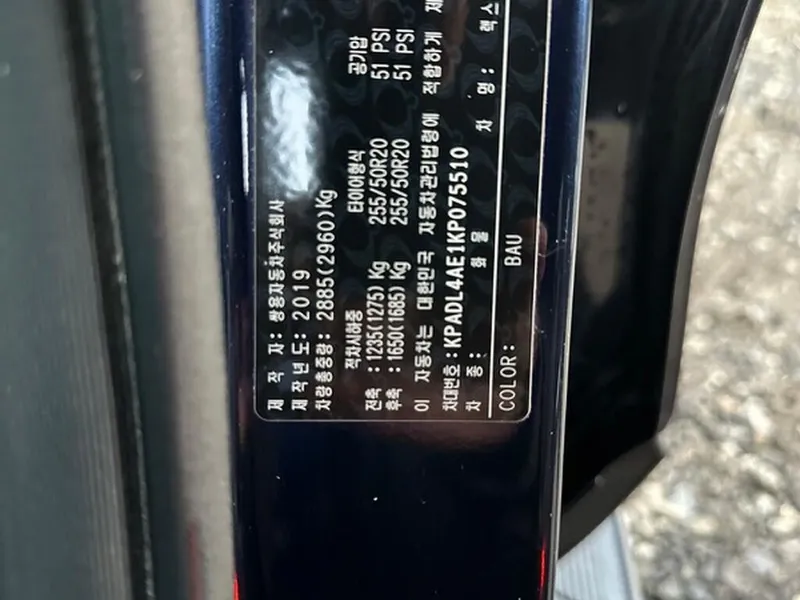 제 작 자: 쌍용자동차주식회사
제작년도: 2019
차량총중량: 2885(2960)Kg
적차시하중 타이어형식 공기압
전축 : 1235(1275) Kg 255/50R20 51 PSI
후축 : 1650(1685) Kg 255/50R20 51 PSI
이 자동차는 대한민국 자동차관리법령에 적합하게 제
차대번호: KPADL4AE1KP075510
차 종: 화 물 차 명: 렉스
COLOR: BAU